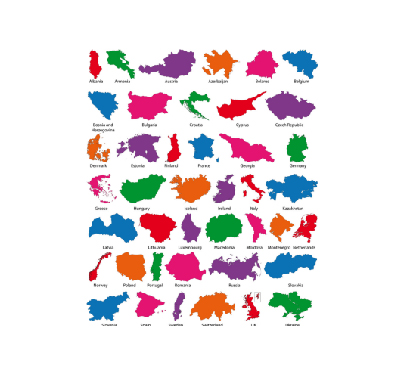 Albania Armenia Austria Azerbaijan Belarus Belgium
Bosnia and Herzegovina Bulgaria Croatia Cyprus Czech Republic
Denmark Estonia Finland France Georgia Germany
Greece Hungary Iceland Ireland Italy Kazakhstan
Latvia Lithuania Luxembourg Macedonia Moldova Montenegro Netherlands
Norway Poland Portugal Romania Russia Slovakia
Slovenia Spain Sweden Switzerland UK Ukraine